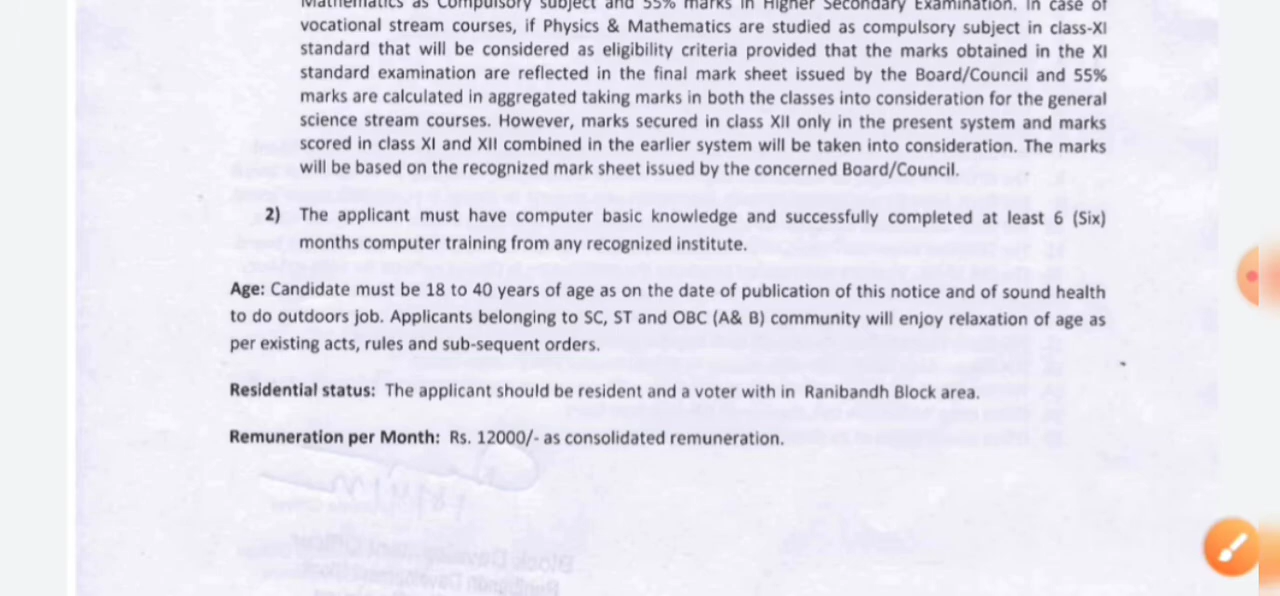 Mathematics as Compulsory subject and 55% marks in Higher Secondary Examination. In case of
vocational stream courses, if Physics & Mathematics are studied as compulsory subject in class-XI
standard that will be considered as eligibility criteria provided that the marks obtained in the XI
standard examination are reflected in the final mark sheet issued by the Board/Council and 55%
marks are calculated in aggregated taking marks in both the classes into consideration for the general
science stream courses. However, marks secured in class XII only in the present system and marks
scored in class XI and XII combined in the earlier system will be taken into consideration. The marks
will be based on the recognized mark sheet issued by the concerned Board/Council.
2) The applicant must have computer basic knowledge and successfully completed at least 6 (Six)
months computer training from any recognized institute.
Age: Candidate must be 18 to 40 years of age as on the date of publication of this notice and of sound health
to do outdoors job. Applicants belonging to SC, ST and OBC (A& B) community will enjoy relaxation of age as
per existing acts, rules and sub-sequent orders.
Residential status: The applicant should be resident and a voter with in Ranibandh Block area.
Remuneration per Month: Rs. 12000/- as consolidated remuneration.